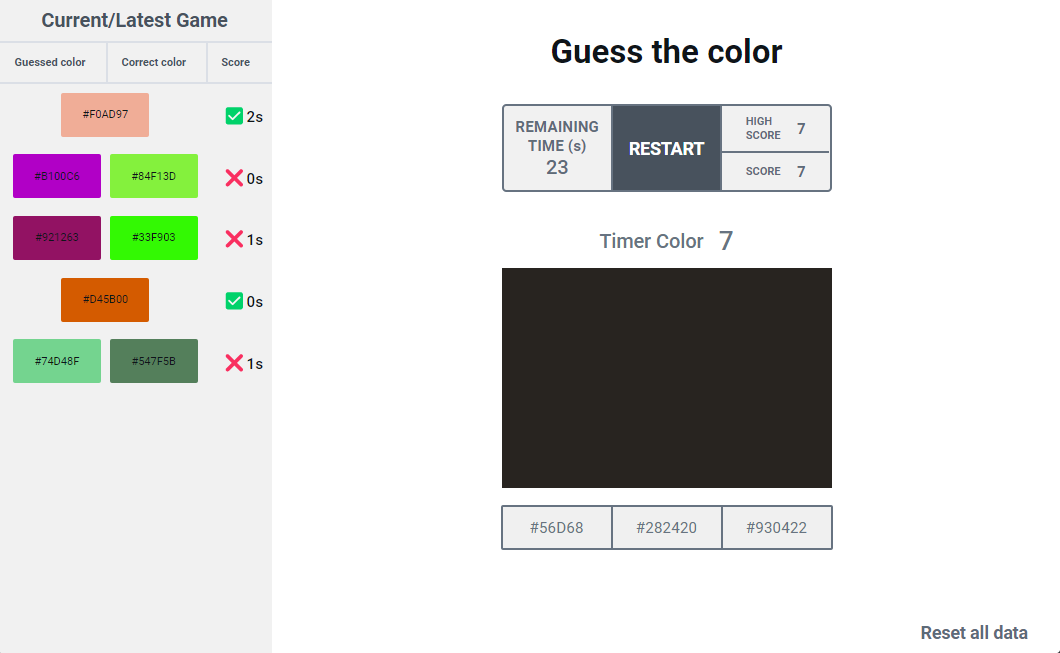 Current/Latest Game
Guessed color
Correct color
Score
#F0AD97
2s
#B100C6
#84F13D
0s
#921263
#33F903
1s
#D45B00
0s
#74D48F
#547F5B
1s
Guess the color
REMAINING
TIME (s)
23
RESTART
HIGH
SCORE
7
SCORE
7
Timer Color 7
#56D68
#282420
#930422
Reset all data